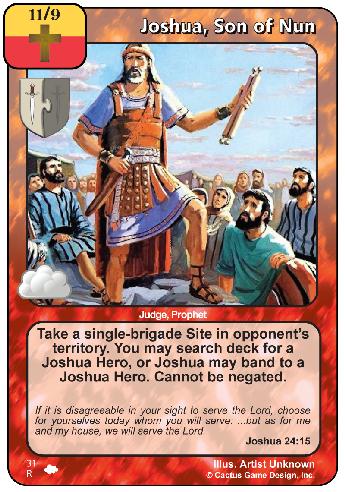 11/9
Joshua, Son of Nun
Judge, Prophet
Take a single-brigade Site in opponent's
territory. You may search deck for a
Joshua Hero, or Joshua may band to a
Joshua Hero. Cannot be negated.
If it is disagreeable in your sight to serve the Lord, choose
for yourselves today whom you will serve: ...but as for me
and my house, we will serve the Lord.
Joshua 24:15
31
R
Illus. Artist Unknown
© Cactus Game Design, Inc.